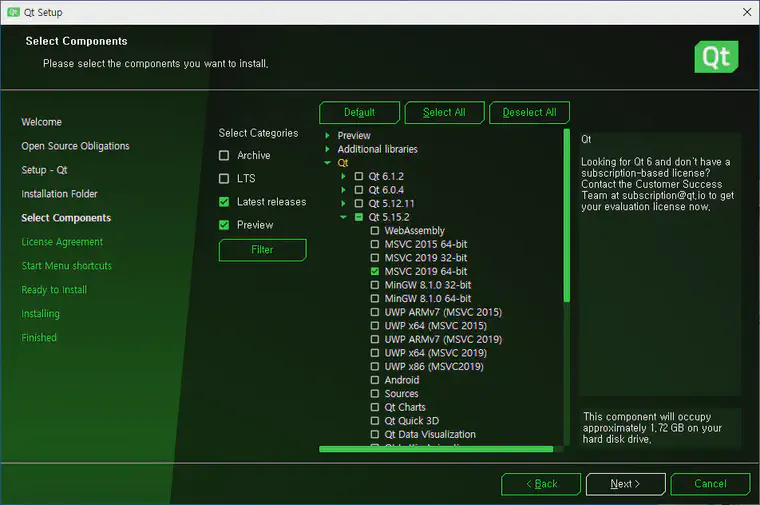 Qt Qt Setup
Select Components
Please select the components you want to install.
Qt
Welcome
Open Source Obligations
Setup - Qt
Installation Folder
Select Components
License Agreement
Start Menu shortcuts
Ready to Install
Installing
Finished
Select Categories
Archive
LTS
Latest releases
Preview
Filter
Default
Select All
Deselect All
Preview
Additional libraries
Qt
Qt 6.1.2
Qt 6.0.4
Qt 5.12.11
Qt 5.15.2
WebAssembly
MSVC 2015 64-bit
MSVC 2019 32-bit
MSVC 2019 64-bit
MinGW 8.1.0 32-bit
MinGW 8.1.0 64-bit
UWP ARMv7 (MSVC 2015)
UWP x64 (MSVC 2015)
UWP ARMv7 (MSVC 2019)
UWP x64 (MSVC 2019)
UWP x86 (MSVC2019)
Android
Sources
Qt Charts
Qt Quick 3D
Qt Data Visualization
Qt
Looking for Qt 6 and don't have a
subscription-based license?
Contact the Customer Success
Team at subscription@qt.io to get
your evaluation license now.
This component will occupy
approximately 1.72 GB on your
hard disk drive.
< Back
Next >
Cancel